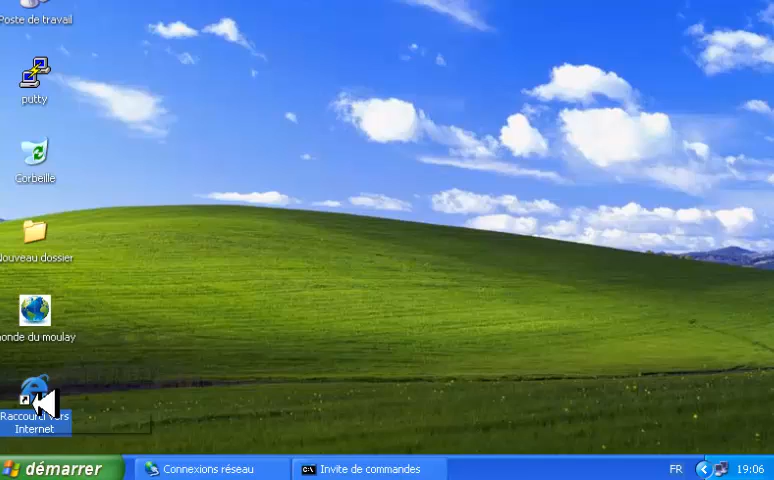 Poste de travail
putty
Corbeille
Nouveau dossier
monde du moulay
Raccourci vers
Internet
démarrer
Connexions réseau
C:\
Invite de commandes
FR
19:06